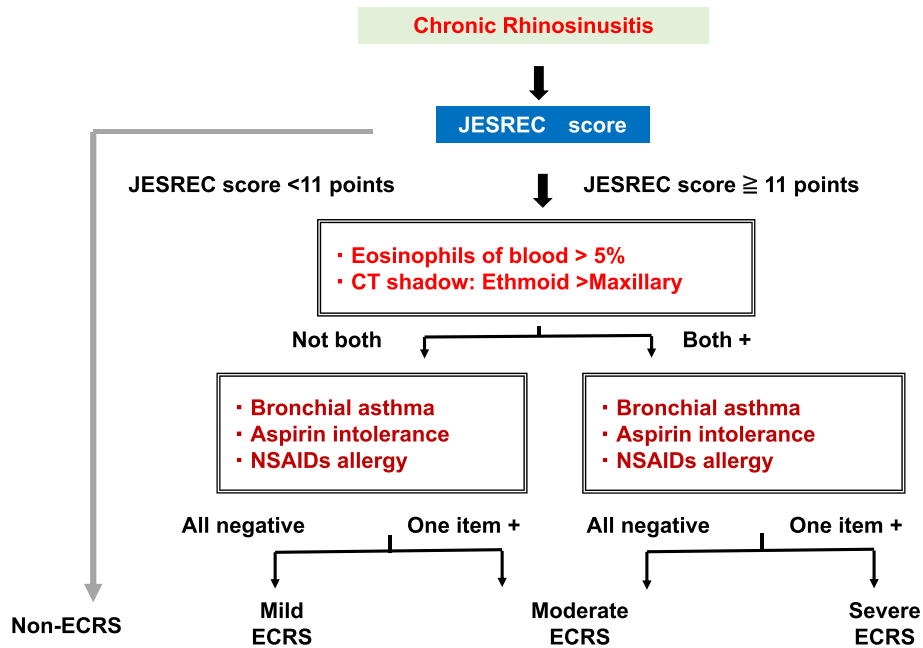 Chronic Rhinosinusitis
JESREC score
JESREC score <11 points
JESREC score ≧ 11 points
・Eosinophils of blood > 5%
・CT shadow: Ethmoid >Maxillary
Not both
Both +
・Bronchial asthma
・Aspirin intolerance
・NSAIDs allergy
・Bronchial asthma
・Aspirin intolerance
・NSAIDs allergy
All negative
One item +
All negative
One item +
Non-ECRS
Mild
ECRS
Moderate
ECRS
Severe
ECRS